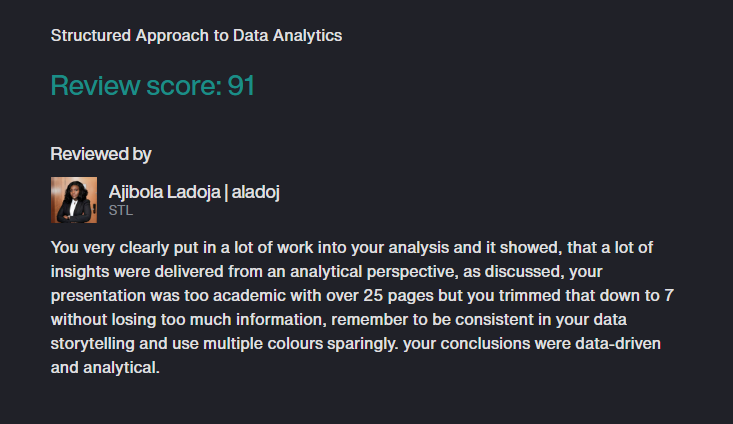 Structured Approach to Data Analytics
Review score: 91
Reviewed by
Ajibola Ladoja | aladoj
STL
You very clearly put in a lot of work into your analysis and it showed, that a lot of
insights were delivered from an analytical perspective, as discussed, your
presentation was too academic with over 25 pages but you trimmed that down to 7
without losing too much information, remember to be consistent in your data
storytelling and use multiple colours sparingly. your conclusions were data-driven
and analytical.